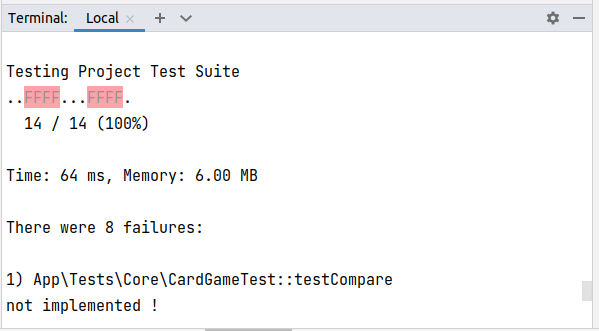 Terminal: Local × +
Testing Project Test Suite
..FFFF...FFFF.
14 / 14 (100%)
Time: 64 ms, Memory: 6.00 MB
There were 8 failures:
1) App\Tests\Core\CardGameTest::testCompare
not implemented !